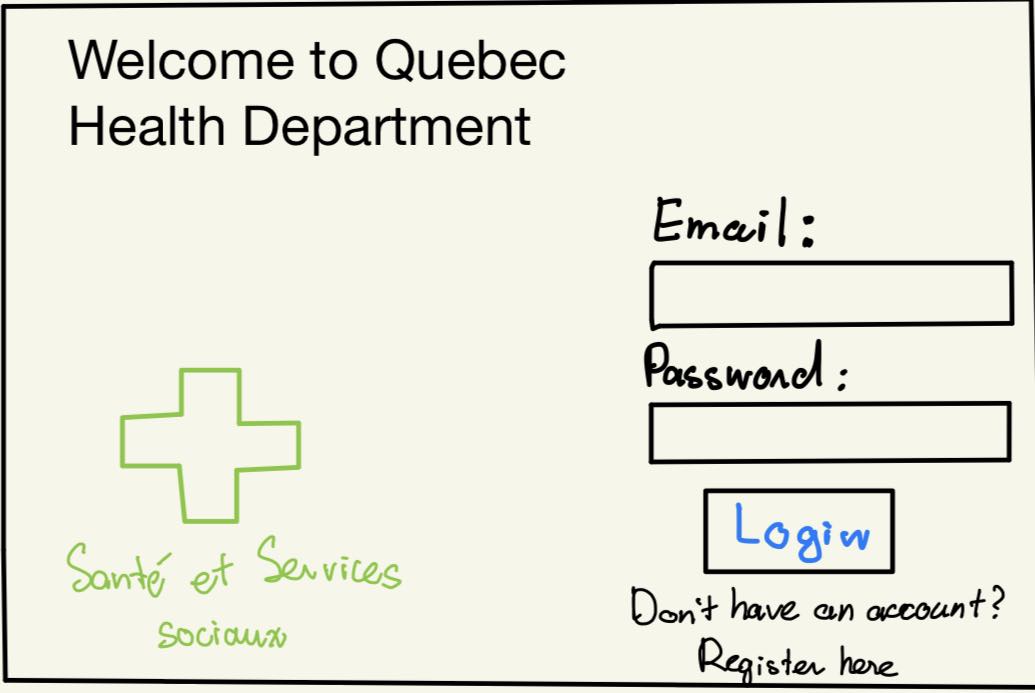 Welcome to Quebec
Health Department
Email:
Password:
Login
Don't have an account?
Register here
Santé et Services
sociaux